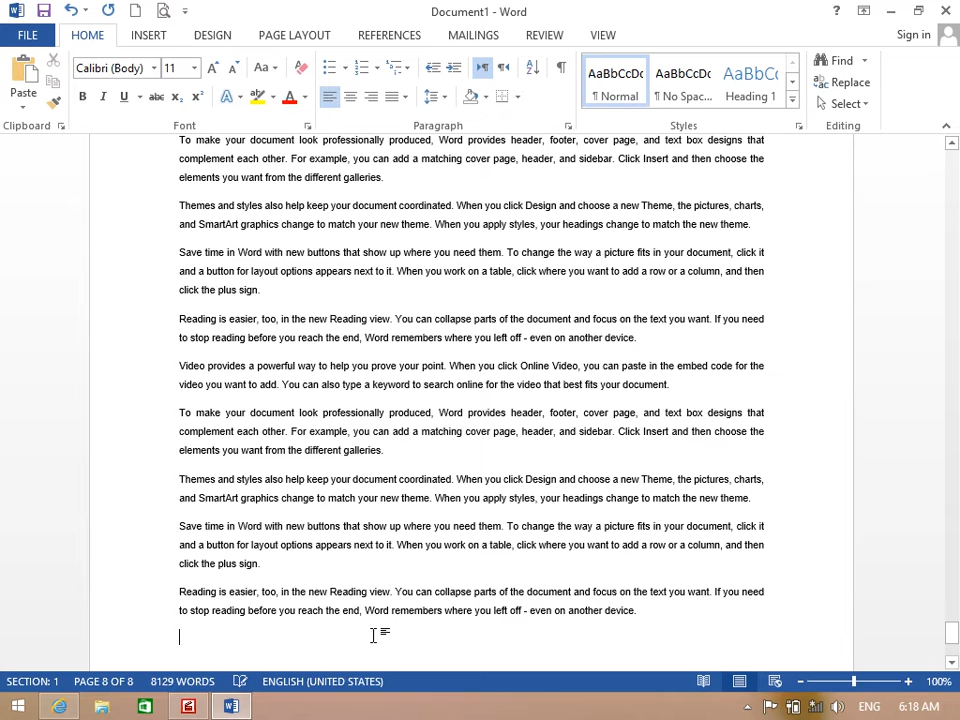 Document1 - Word
FILE HOME INSERT DESIGN PAGE LAYOUT REFERENCES MAILINGS REVIEW VIEW Sign in
Calibri (Body) 11 Aa AaBbCcDc AaBbCcDc AaBbCc Find
Replace
Paste B I U abc x₂ x² A A ¶ Normal ¶ No Spac... Heading 1 Select
Clipboard Font Paragraph Styles Editing
To make your document look professionally produced, Word provides header, footer, cover page, and text box designs that
complement each other. For example, you can add a matching cover page, header, and sidebar. Click Insert and then choose the
elements you want from the different galleries.
Themes and styles also help keep your document coordinated. When you click Design and choose a new Theme, the pictures, charts,
and SmartArt graphics change to match your new theme. When you apply styles, your headings change to match the new theme.
Save time in Word with new buttons that show up where you need them. To change the way a picture fits in your document, click it
and a button for layout options appears next to it. When you work on a table, click where you want to add a row or a column, and then
click the plus sign.
Reading is easier, too, in the new Reading view. You can collapse parts of the document and focus on the text you want. If you need
to stop reading before you reach the end, Word remembers where you left off - even on another device.
Video provides a powerful way to help you prove your point. When you click Online Video, you can paste in the embed code for the
video you want to add. You can also type a keyword to search online for the video that best fits your document.
To make your document look professionally produced, Word provides header, footer, cover page, and text box designs that
complement each other. For example, you can add a matching cover page, header, and sidebar. Click Insert and then choose the
elements you want from the different galleries.
Themes and styles also help keep your document coordinated. When you click Design and choose a new Theme, the pictures, charts,
and SmartArt graphics change to match your new theme. When you apply styles, your headings change to match the new theme.
Save time in Word with new buttons that show up where you need them. To change the way a picture fits in your document, click it
and a button for layout options appears next to it. When you work on a table, click where you want to add a row or a column, and then
click the plus sign.
Reading is easier, too, in the new Reading view. You can collapse parts of the document and focus on the text you want. If you need
to stop reading before you reach the end, Word remembers where you left off - even on another device.
SECTION: 1 PAGE 8 OF 8 8129 WORDS ENGLISH (UNITED STATES) 100%
ENG 6:18 AM